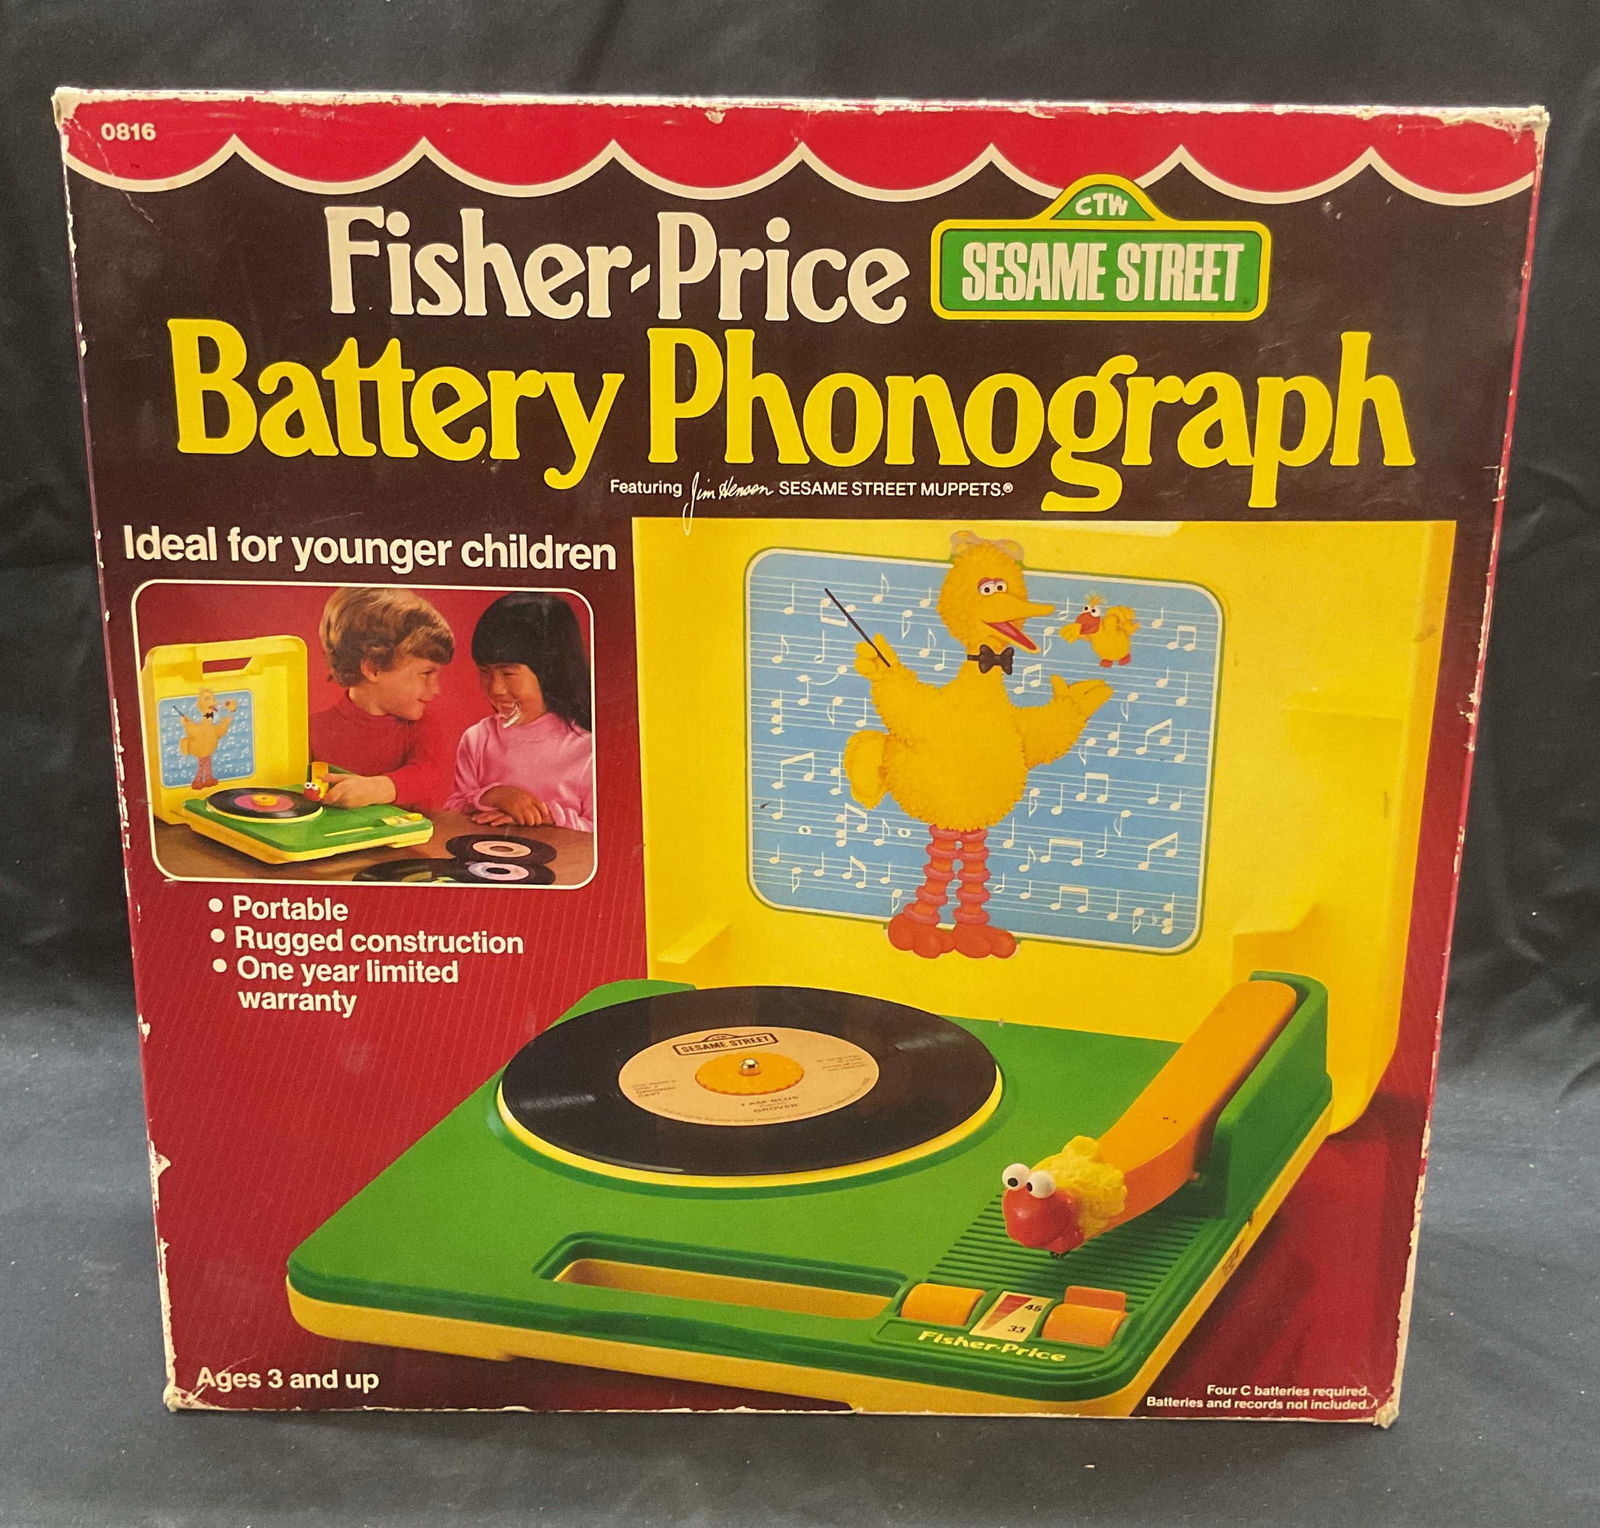 0816
CTW
Fisher-Price SESAME STREET
Battery Phonograph
Featuring Jim Henson SESAME STREET MUPPETS.®
Ideal for younger children
• Portable
• Rugged construction
• One year limited
warranty
SESAME STREET
I AM BLUE
GROVER
45
33
Fisher-Price
Ages 3 and up
Four C batteries required.
Batteries and records not included.